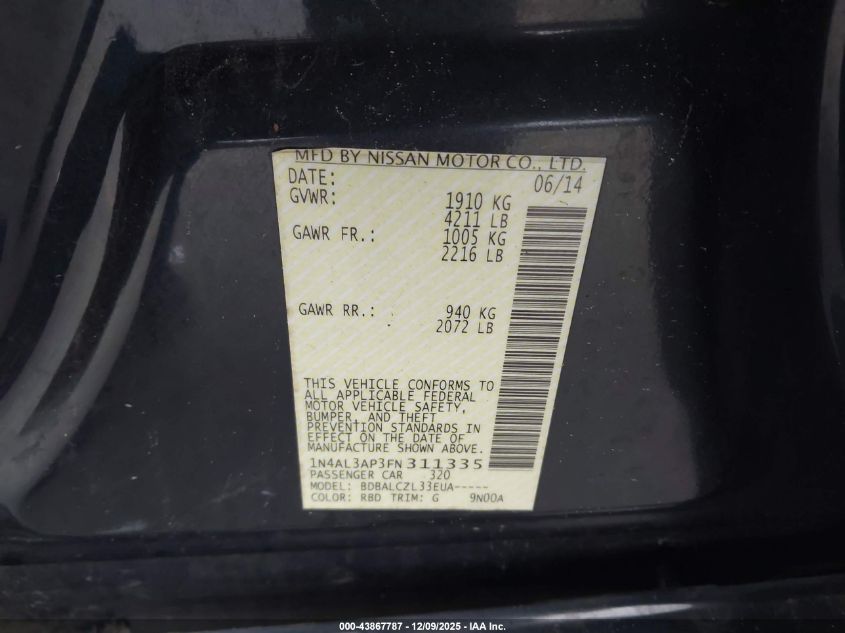 MFD BY NISSAN MOTOR CO., LTD.
DATE: 06/14
GVWR: 1910 KG
4211 LB
GAWR FR.: 1005 KG
2216 LB
GAWR RR.: 940 KG
2072 LB
THIS VEHICLE CONFORMS TO
ALL APPLICABLE FEDERAL
MOTOR VEHICLE SAFETY,
BUMPER, AND THEFT
PREVENTION STANDARDS IN
EFFECT ON THE DATE OF
MANUFACTURE SHOWN ABOVE.
1N4AL3AP3FN311335
PASSENGER CAR 320
MODEL: BDBALCZL33EUA-----
COLOR: RBD TRIM: G 9N00A
000-43867787 - 12/09/2025 - IAA Inc.